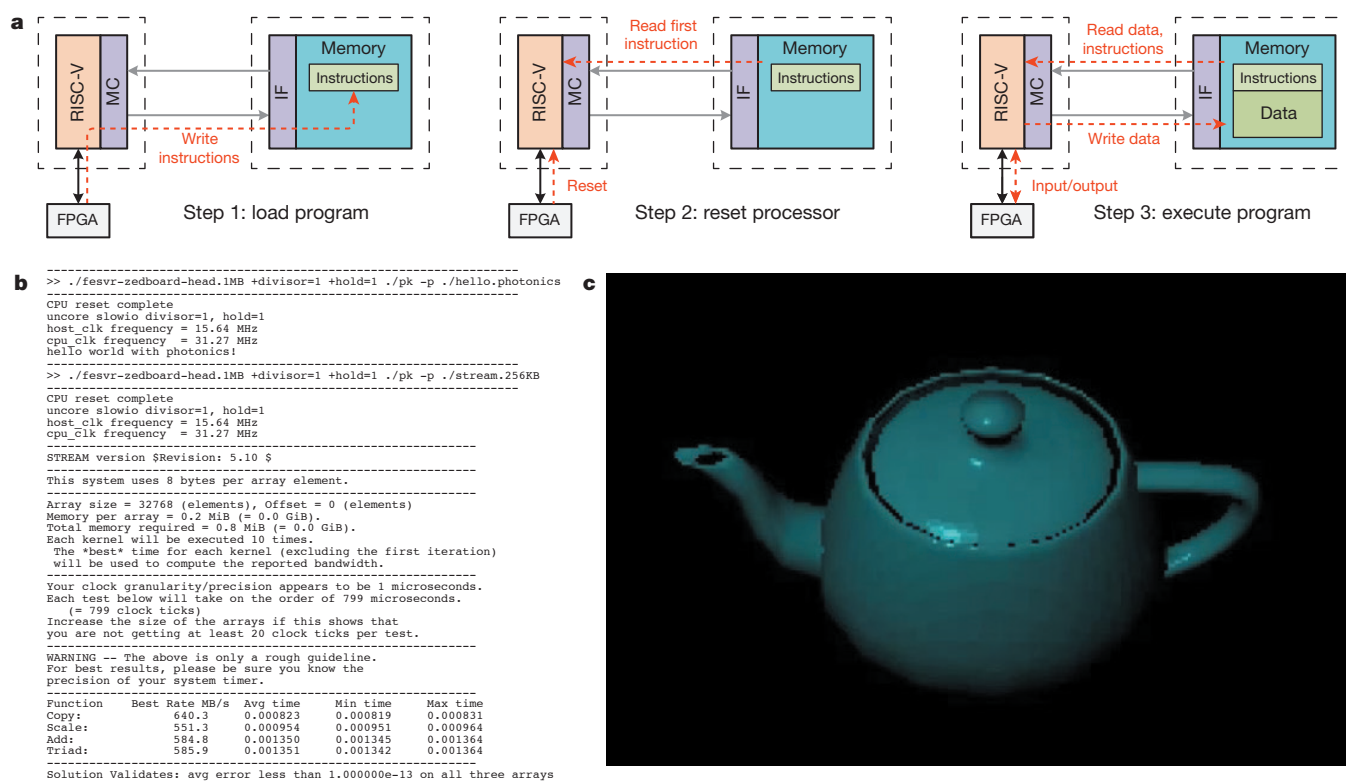 a
RISC-V
MC
IF
Memory
Instructions
Write
instructions
FPGA
Step 1: load program
Read first
instruction
RISC-V
MC
IF
Memory
Instructions
Reset
FPGA
Step 2: reset processor
Read data,
instructions
RISC-V
MC
IF
Memory
Instructions
Data
Write data
Input/output
FPGA
Step 3: execute program
b
--------------------------------------------------------
>> ./fesvr-zedboard-head.1MB +divisor=1 +hold=1 ./pk -p ./hello.photonics
--------------------------------------------------------
CPU reset complete
uncore slowio divisor=1, hold=1
host_clk frequency = 15.64 MHz
cpu_clk frequency  = 31.27 MHz
hello world with photonics!
--------------------------------------------------------
>> ./fesvr-zedboard-head.1MB +divisor=1 +hold=1 ./pk -p ./stream.256KB
--------------------------------------------------------
CPU reset complete
uncore slowio divisor=1, hold=1
host_clk frequency = 15.64 MHz
cpu_clk frequency  = 31.27 MHz
--------------------------------------------------------
STREAM version $Revision: 5.10 $
--------------------------------------------------------
This system uses 8 bytes per array element.
--------------------------------------------------------
Array size = 32768 (elements), Offset = 0 (elements)
Memory per array = 0.2 MiB (= 0.0 GiB).
Total memory required = 0.8 MiB (= 0.0 GiB).
Each kernel will be executed 10 times.
The *best* time for each kernel (excluding the first iteration)
will be used to compute the reported bandwidth.
--------------------------------------------------------
Your clock granularity/precision appears to be 1 microseconds.
Each test below will take on the order of 799 microseconds.
(= 799 clock ticks)
Increase the size of the arrays if this shows that
you are not getting at least 20 clock ticks per test.
--------------------------------------------------------
WARNING -- The above is only a rough guideline.
For best results, please be sure you know the
precision of your system timer.
--------------------------------------------------------
Function    Best Rate MB/s  Avg time     Min time     Max time
Copy:            640.3     0.000823     0.000819     0.000831
Scale:           551.3     0.000954     0.000951     0.000964
Add:             584.8     0.001350     0.001345     0.001364
Triad:           585.9     0.001351     0.001342     0.001364
--------------------------------------------------------
Solution Validates: avg error less than 1.000000e-13 on all three arrays
c